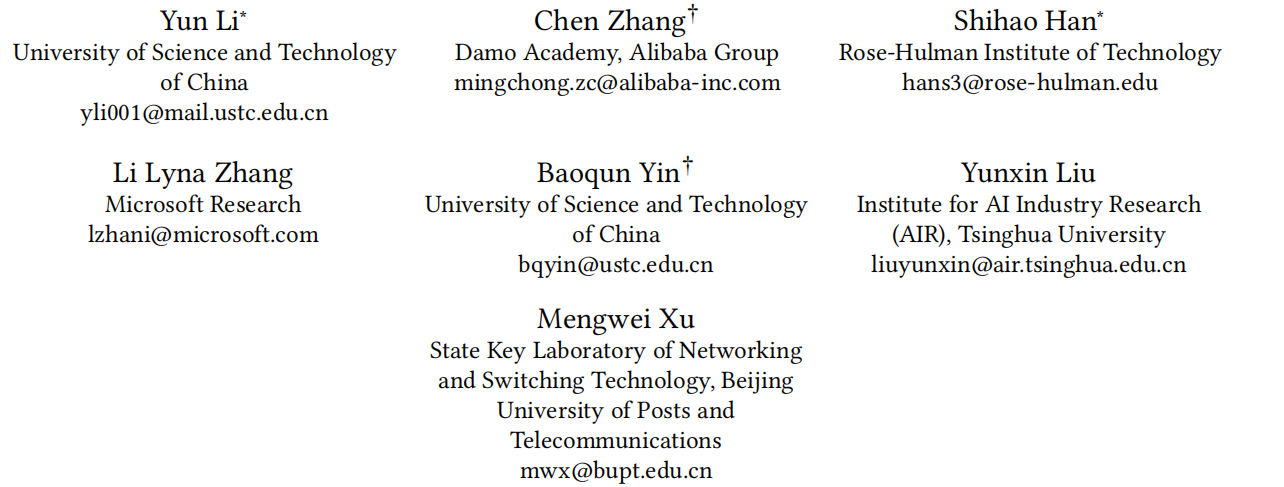 Yun Li*
University of Science and Technology
of China
yli001@mail.ustc.edu.cn
Chen Zhang†
Damo Academy, Alibaba Group
mingchong.zc@alibaba-inc.com
Shihao Han*
Rose-Hulman Institute of Technology
hans3@rose-hulman.edu
Li Lyna Zhang
Microsoft Research
lzhani@microsoft.com
Baoqun Yin†
University of Science and Technology
of China
bqyin@ustc.edu.cn
Yunxin Liu
Institute for AI Industry Research
(AIR), Tsinghua University
liuyunxin@air.tsinghua.edu.cn
Mengwei Xu
State Key Laboratory of Networking
and Switching Technology, Beijing
University of Posts and
Telecommunications
mwx@bupt.edu.cn